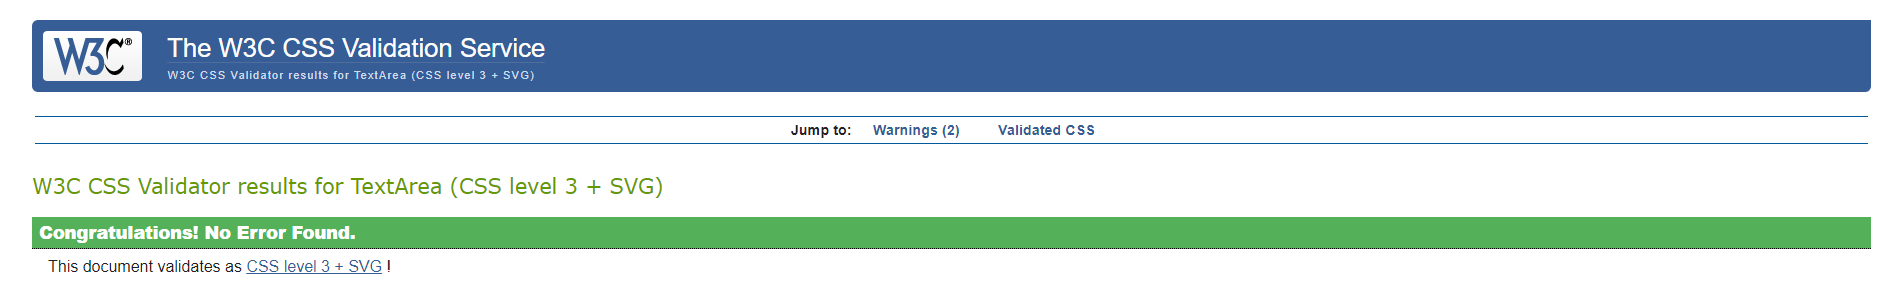 W3C®
The W3C CSS Validation Service
W3C CSS Validator results for TextArea (CSS level 3 + SVG)
Jump to: Warnings (2) Validated CSS
W3C CSS Validator results for TextArea (CSS level 3 + SVG)
Congratulations! No Error Found.
This document validates as CSS level 3 + SVG !